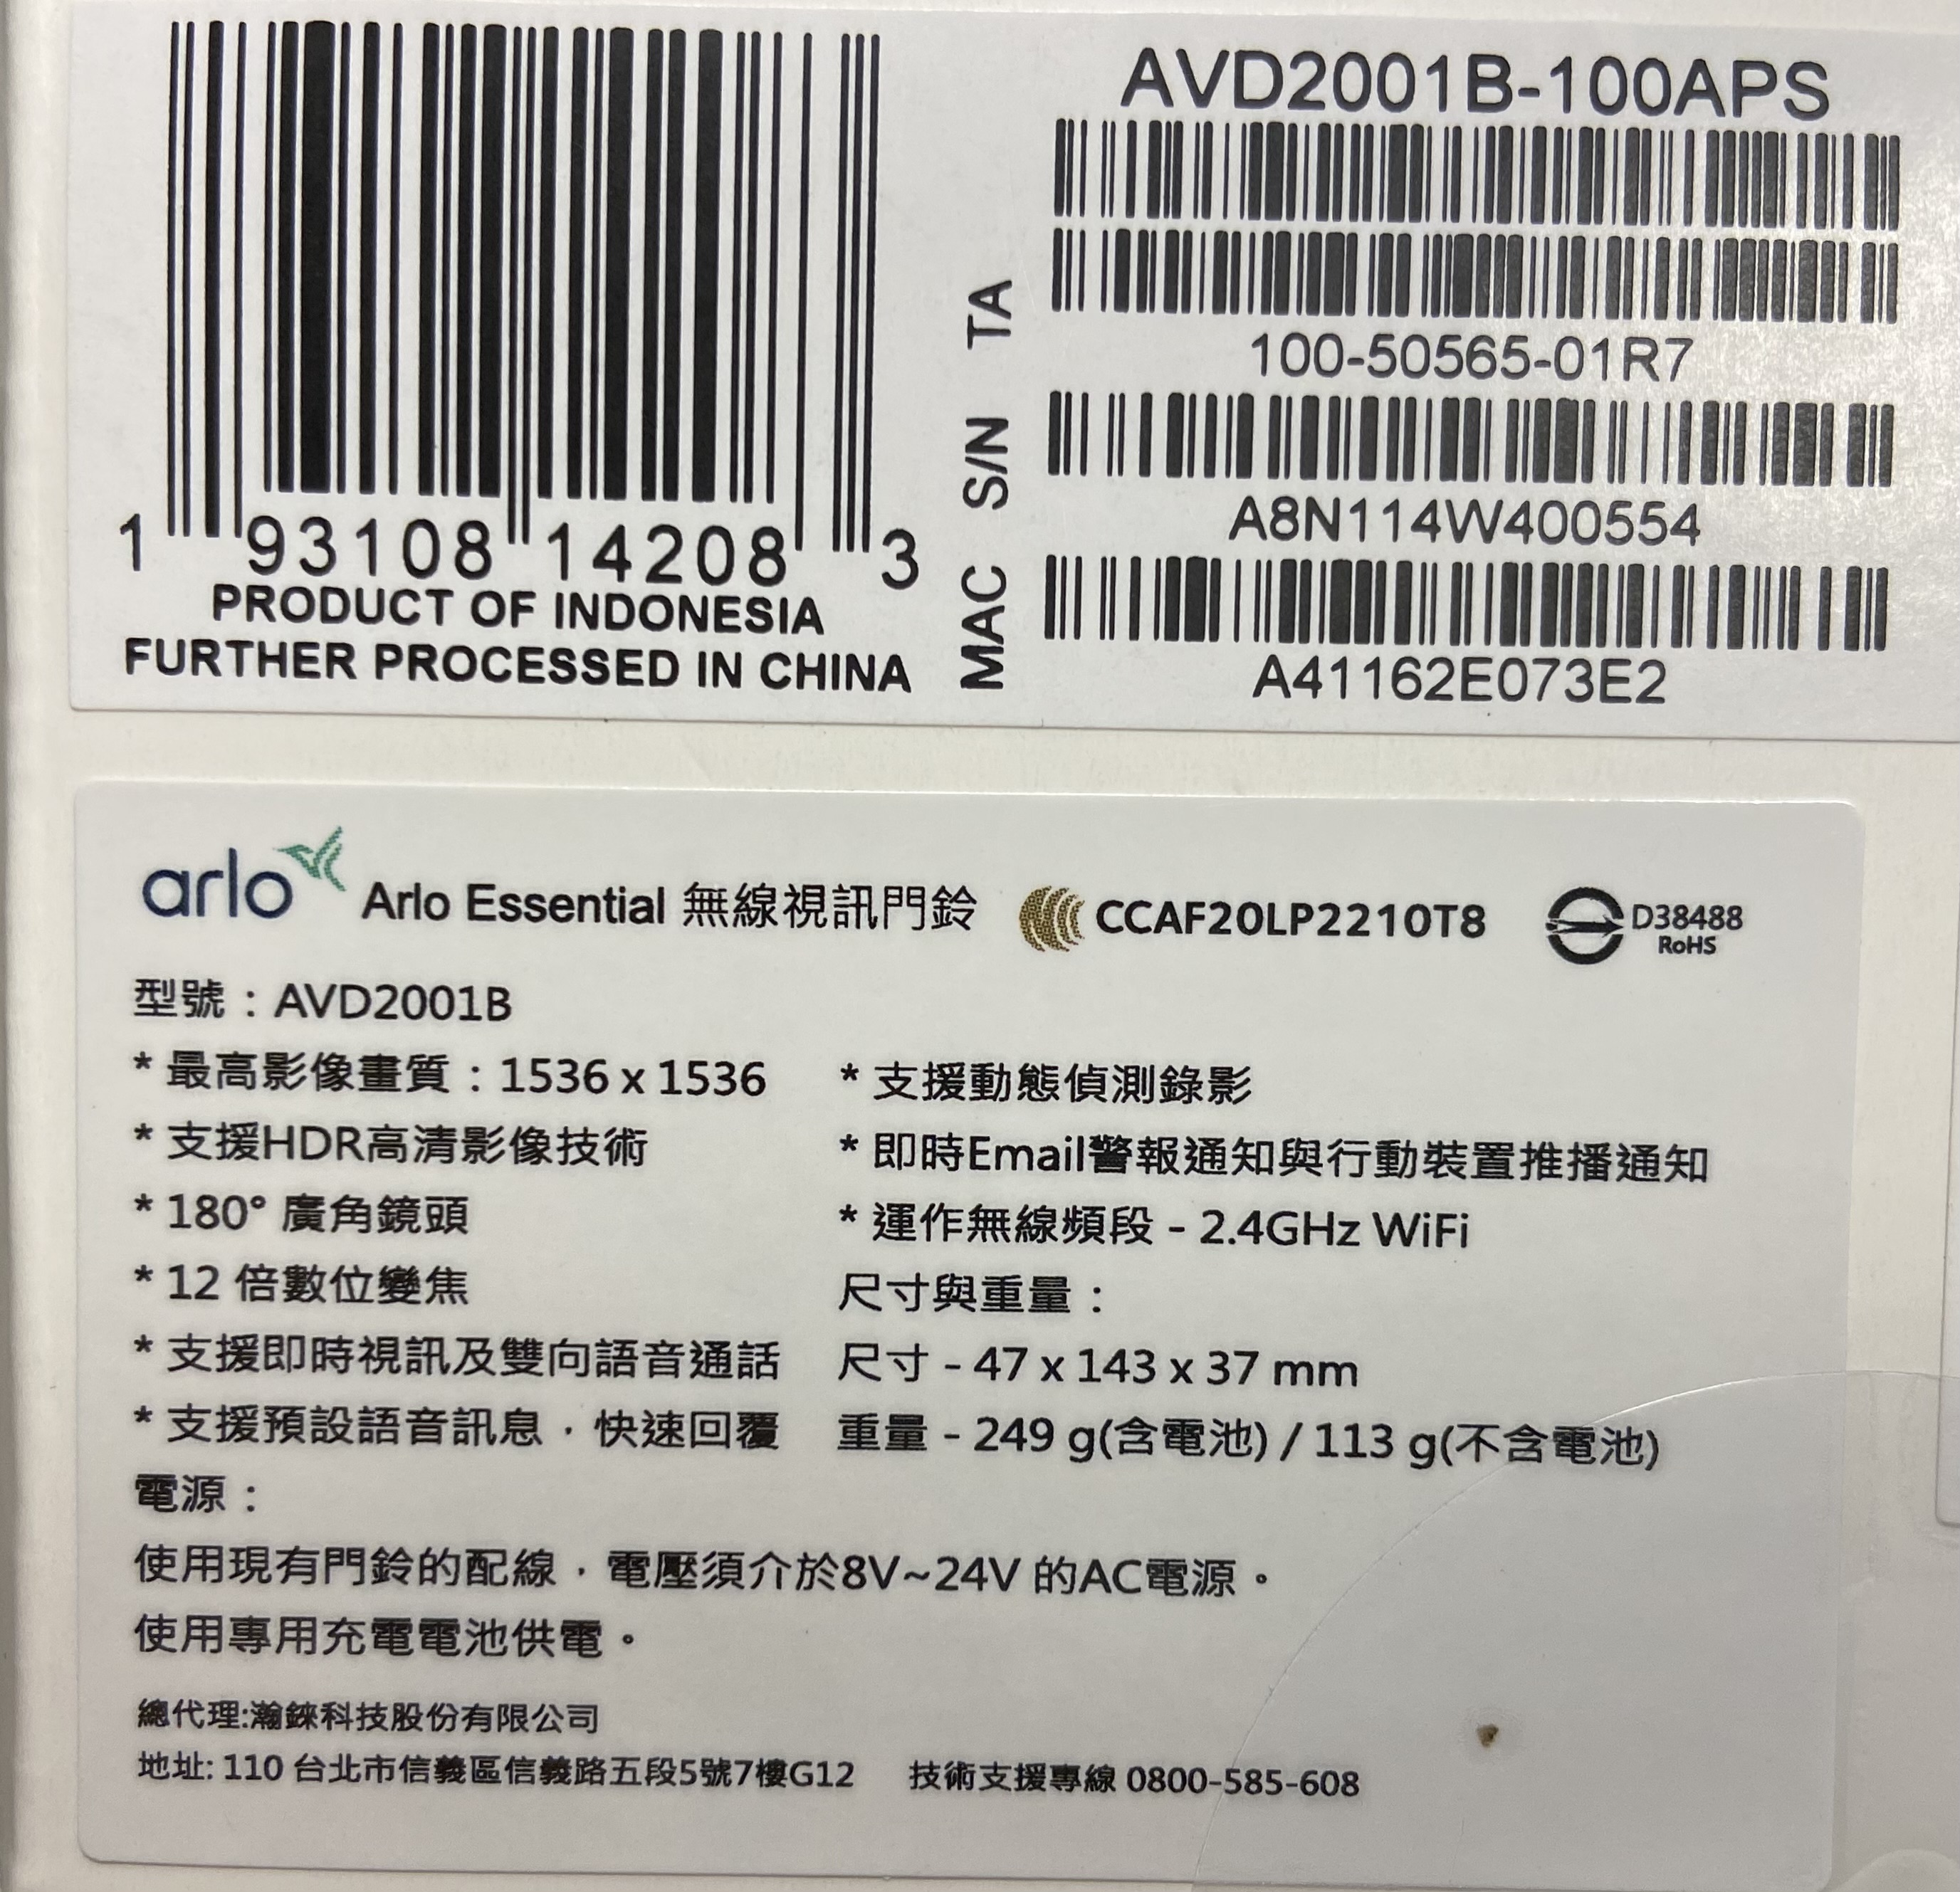 1 93108 14208 3
PRODUCT OF INDONESIA
FURTHER PROCESSED IN CHINA
AVD2001B-100APS
TA
100-50565-01R7
S/N
A8N114W400554
MAC
A41162E073E2
arlo Arlo Essential 無線視訊門鈴 CCAF20LP2210T8 D38488
RoHS
型號：AVD2001B
* 最高影像畫質：1536 x 1536
* 支援HDR高清影像技術
* 180° 廣角鏡頭
* 12 倍數位變焦
* 支援即時視訊及雙向語音通話
* 支援預設語音訊息，快速回覆
* 支援動態偵測錄影
* 即時Email警報通知與行動裝置推播通知
* 運作無線頻段 - 2.4GHz WiFi
尺寸與重量：
尺寸 - 47 x 143 x 37 mm
重量 - 249 g(含電池) / 113 g(不含電池)
電源：
使用現有門鈴的配線，電壓須介於8V~24V 的AC電源。
使用專用充電電池供電。
總代理:瀚錸科技股份有限公司
地址: 110 台北市信義區信義路五段5號7樓G12 技術支援專線 0800-585-608